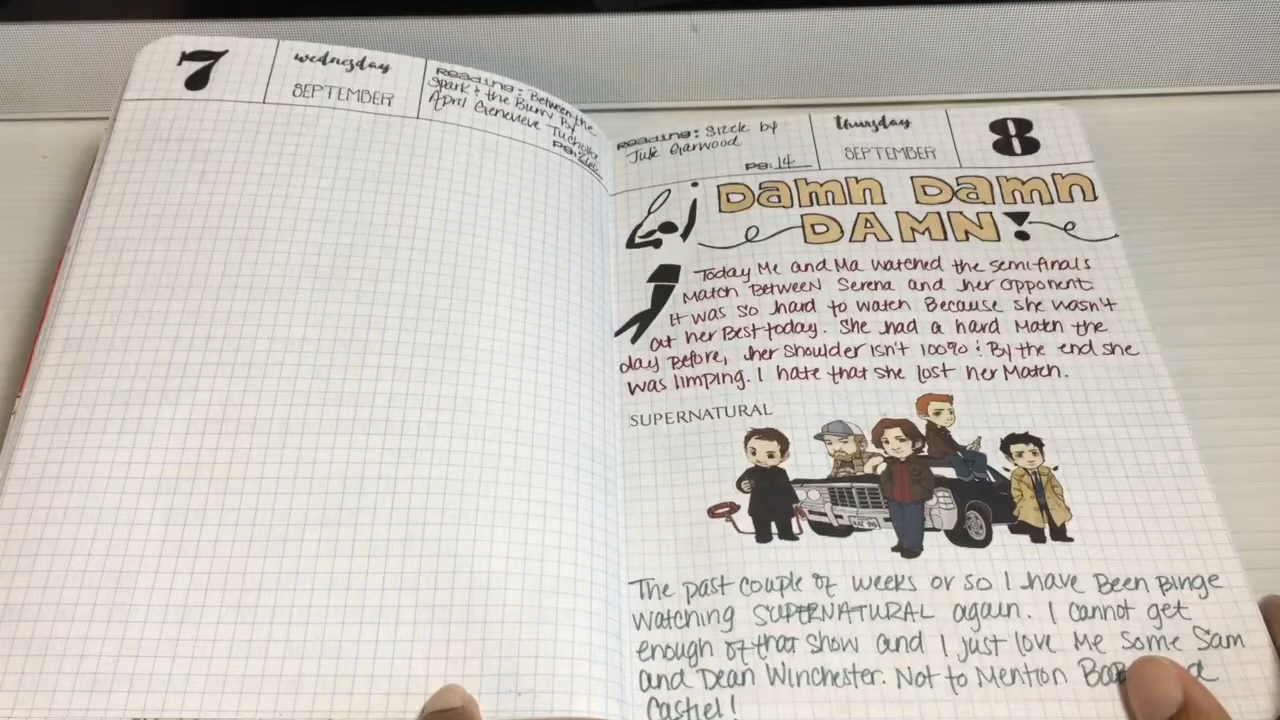 7
wednesday
SEPTEMBER
Reading: Between the
Spark & the Burn By
April Genevieve Tucholke
pg:
Reading: Sizzle by
Julie Garwood
pg: 14
Thursday
SEPTEMBER
8
Damn Damn
DAMN!
Today Me and Ma watched the semifinals
Match Between Serena and her opponent.
It was so hard to watch Because she wasn't
at her Best today. She had a hard Match the
day Before, her shoulder isn't 100% & By the end she
was limping. I hate that she lost her Match.
SUPERNATURAL
The past couple of weeks or so I have Been Binge
watching SUPERNATURAL again. I cannot get
enough of that show and I just love Me Some Sam
and Dean Winchester. Not to Mention
Castiel!